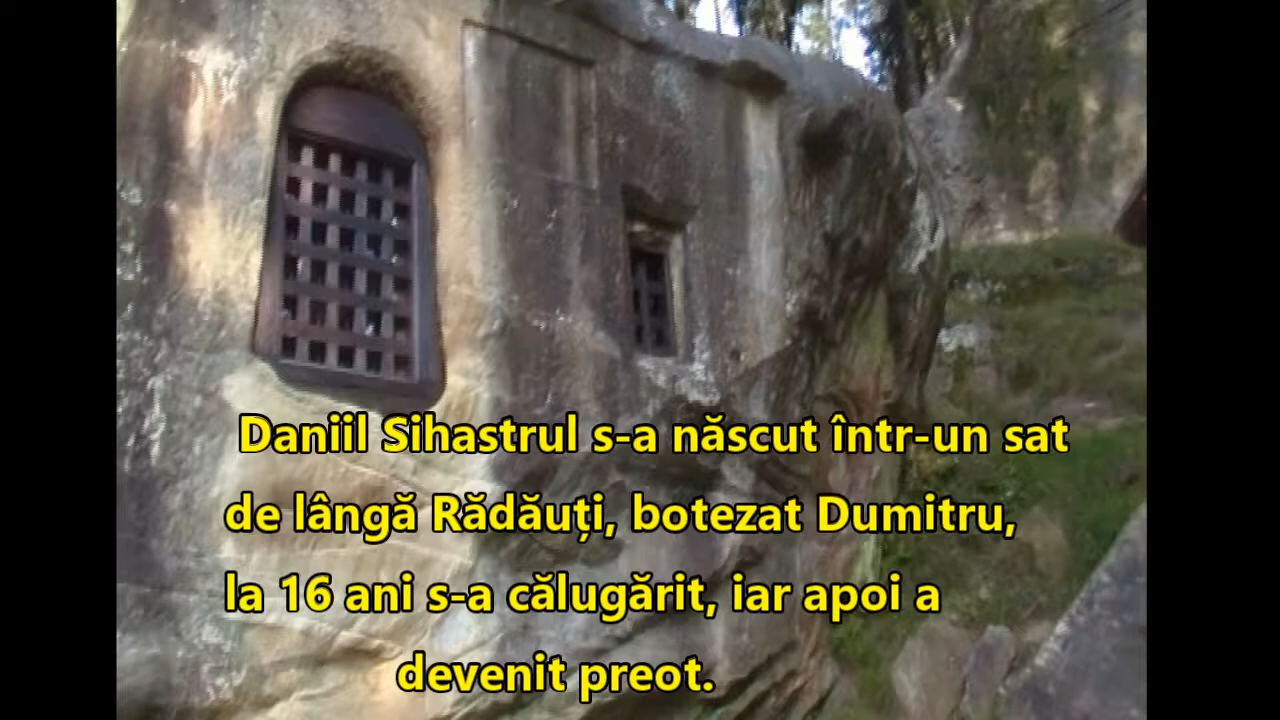 Daniil Sihastrul s-a născut într-un sat
de lângă Rădăuți, botezat Dumitru,
la 16 ani s-a călugărit, iar apoi a
devenit preot.